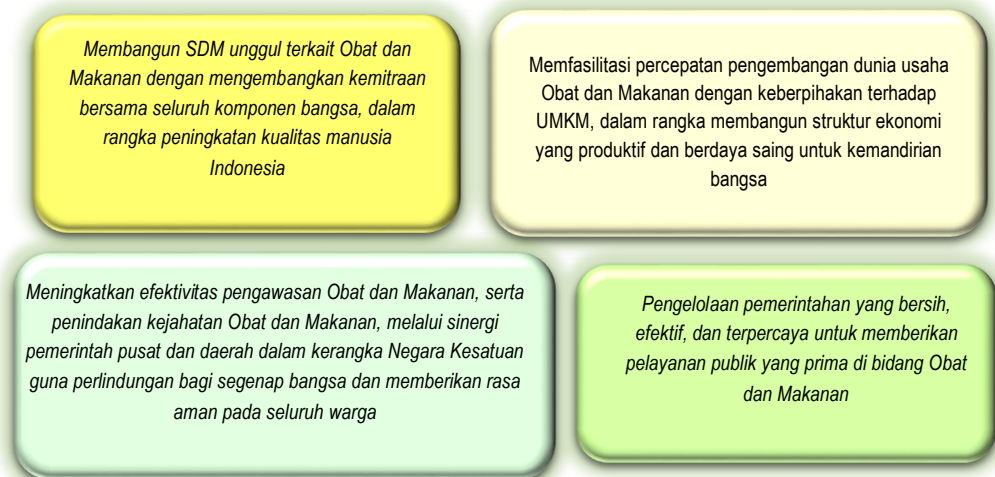 Membangun SDM unggul terkait Obat dan
Makanan dengan mengembangkan kemitraan
bersama seluruh komponen bangsa, dalam
rangka peningkatan kualitas manusia
Indonesia
Memfasilitasi percepatan pengembangan dunia usaha
Obat dan Makanan dengan keberpihakan terhadap
UMKM, dalam rangka membangun struktur ekonomi
yang produktif dan berdaya saing untuk kemandirian
bangsa
Meningkatkan efektivitas pengawasan Obat dan Makanan, serta
penindakan kejahatan Obat dan Makanan, melalui sinergi
pemerintah pusat dan daerah dalam kerangka Negara Kesatuan
guna perlindungan bagi segenap bangsa dan memberikan rasa
aman pada seluruh warga
Pengelolaan pemerintahan yang bersih,
efektif, dan terpercaya untuk memberikan
pelayanan publik yang prima di bidang Obat
dan Makanan